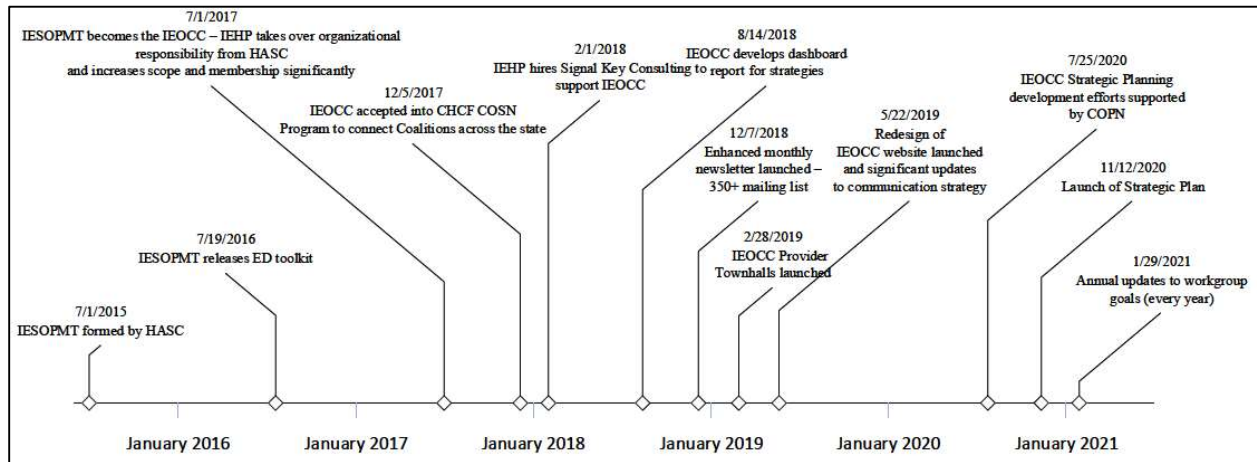 7/1/2017
IESOPMT becomes the IEOCC – IEHP takes over organizational
responsibility from HASC
and increases scope and membership significantly
12/5/2017
IEOCC accepted into CHCF COSN
Program to connect Coalitions across the state
7/19/2016
IESOPMT releases ED toolkit
7/1/2015
IESOPMT formed by HASC
2/1/2018
IEHP hires Signal Key Consulting to
support IEOCC
8/14/2018
IEOCC develops dashboard
report for strategies
12/7/2018
Enhanced monthly
newsletter launched –
350+ mailing list
2/28/2019
IEOCC Provider
Townhalls launched
5/22/2019
Redesign of
IEOCC website launched
and significant updates
to communication strategy
7/25/2020
IEOCC Strategic Planning
development efforts supported
by COPN
11/12/2020
Launch of Strategic Plan
1/29/2021
Annual updates to workgroup
goals (every year)
January 2016
January 2017
January 2018
January 2019
January 2020
January 2021